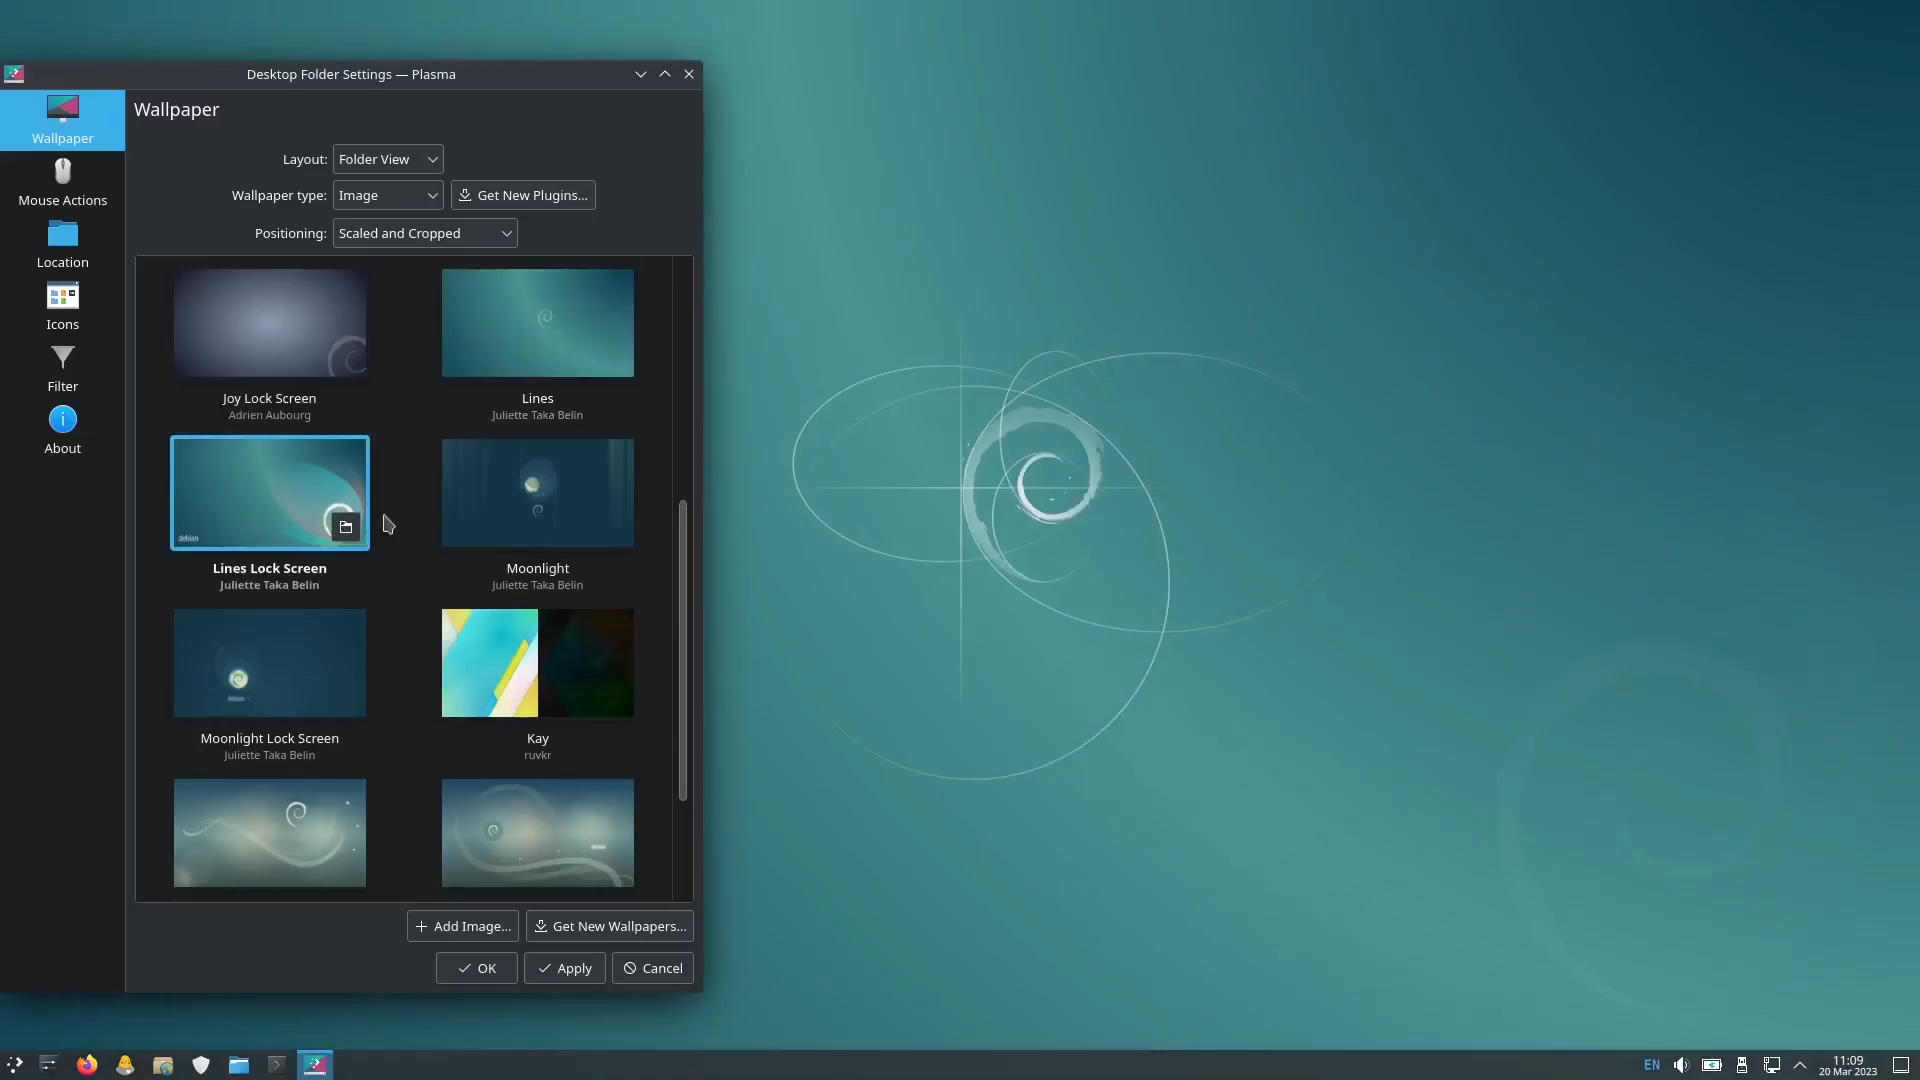 Desktop Folder Settings — Plasma
Wallpaper
Wallpaper
Mouse Actions
Location
Icons
Filter
About
Layout: Folder View
Wallpaper type: Image Get New Plugins...
Positioning: Scaled and Cropped
Joy Lock Screen
Adrien Aubourg
Lines
Juliette Taka Belin
debian
Lines Lock Screen
Juliette Taka Belin
Moonlight
Juliette Taka Belin
Moonlight Lock Screen
Juliette Taka Belin
Kay
ruvkr
Add Image...
Get New Wallpapers...
OK
Apply
Cancel
EN
11:09
20 Mar 2023